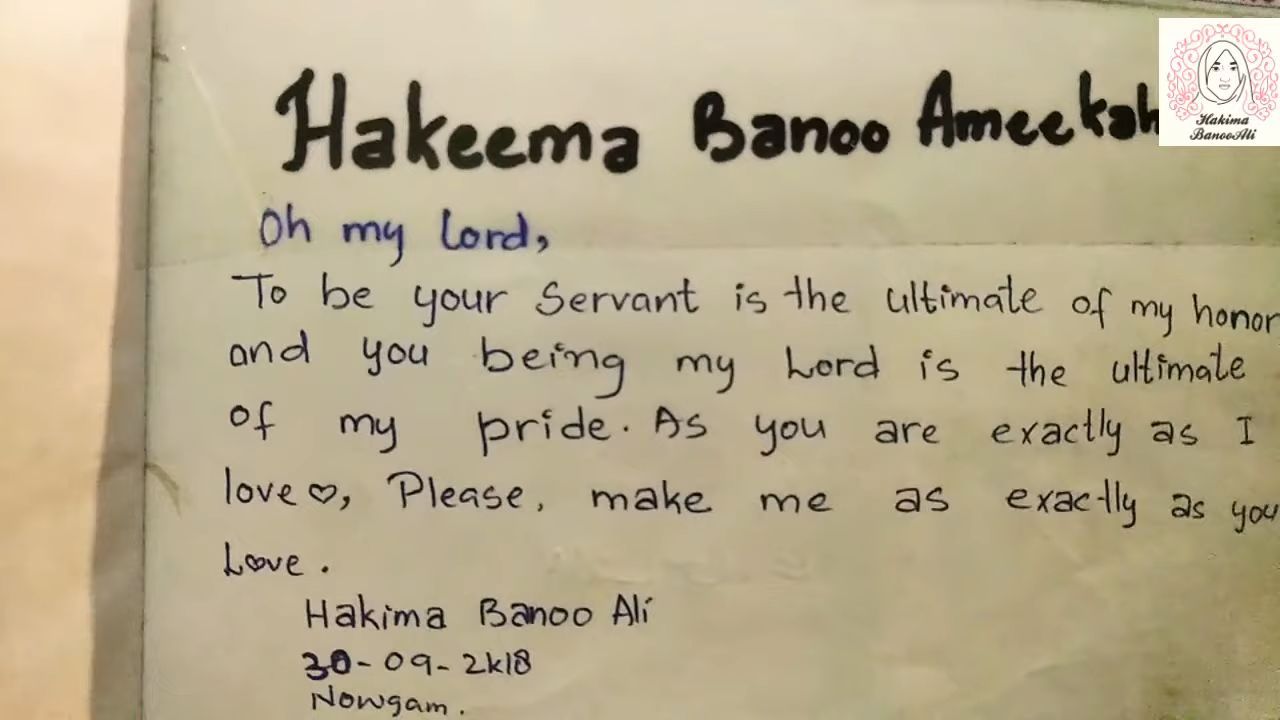 Hakeema Banoo Ameekah
Oh my Lord,
To be your Servant is the ultimate of my honor
and you being my Lord is the ultimate
of my pride. As you are exactly as I
love♡, Please, make me as exactly as you
Love.
Hakima Banoo Ali
30-09-2k18
Nowgam.
Hakima
BanooAli